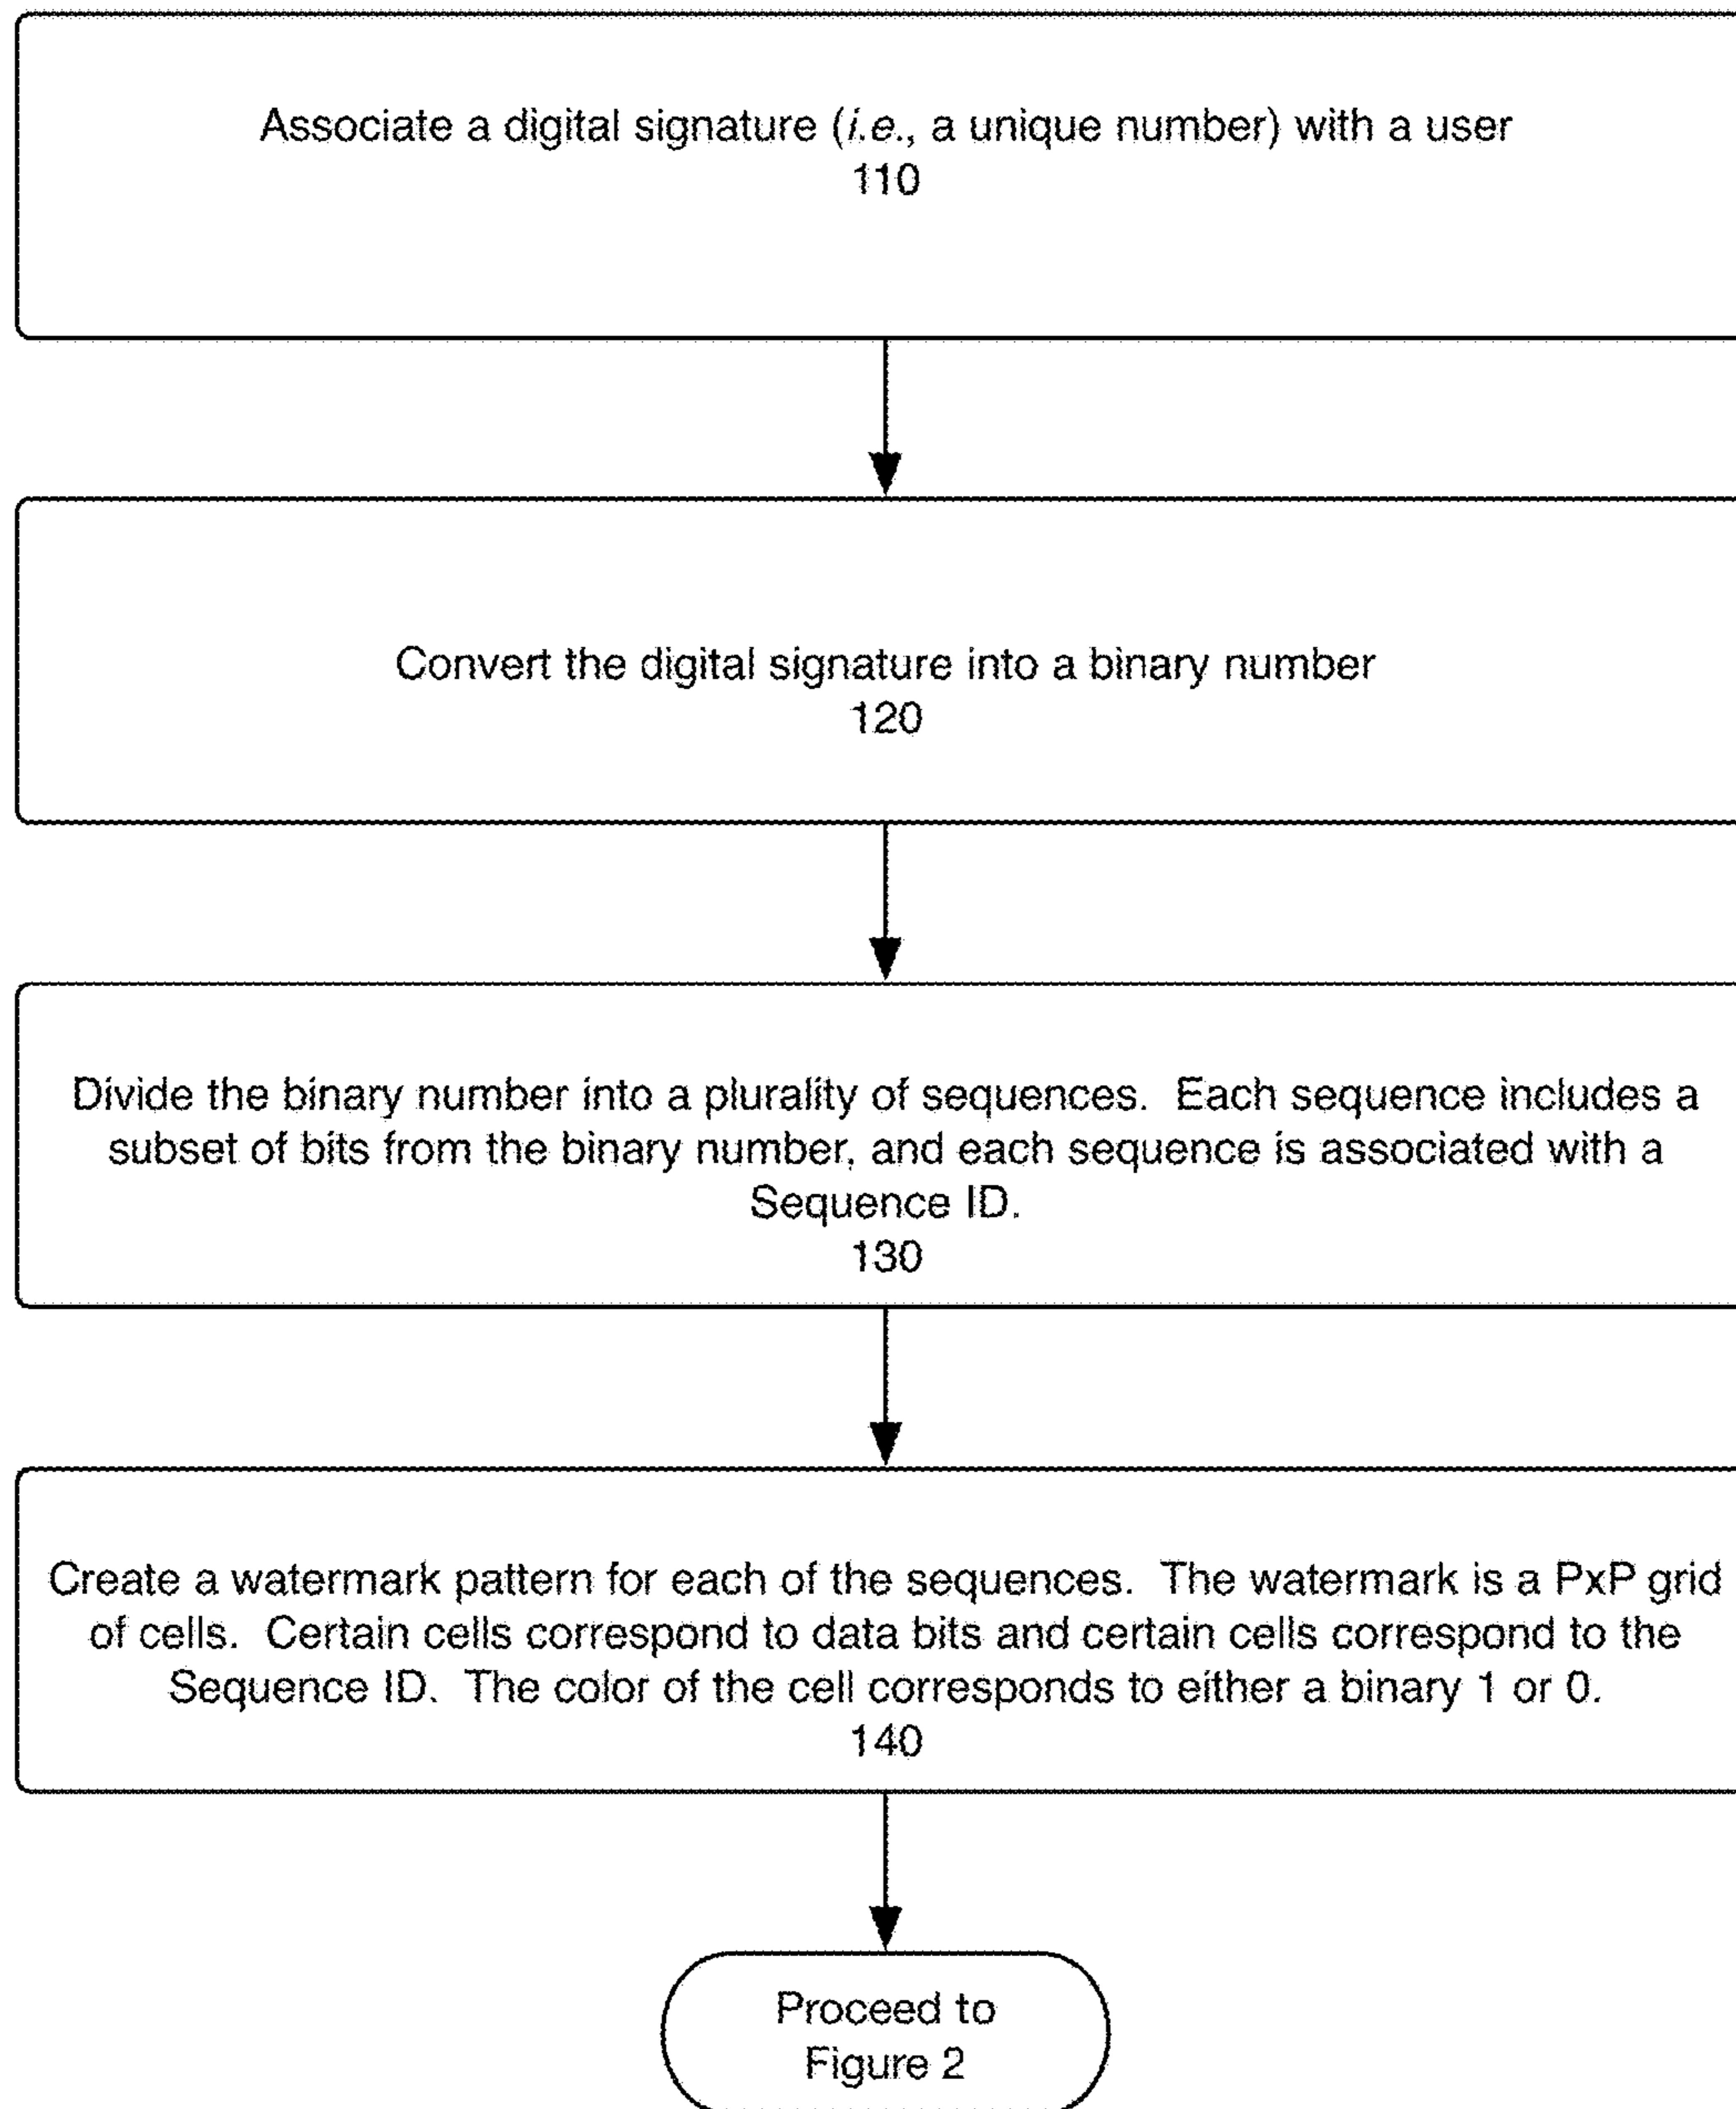 Associate a digital signature (i.e., a unique number) with a user
110
Convert the digital signature into a binary number
120
Divide the binary number into a plurality of sequences. Each sequence includes a
subset of bits from the binary number, and each sequence is associated with a
Sequence ID.
130
Create a watermark pattern for each of the sequences. The watermark is a PxP grid
of cells. Certain cells correspond to data bits and certain cells correspond to the
Sequence ID. The color of the cell corresponds to either a binary 1 or 0.
140
Proceed to
Figure 2